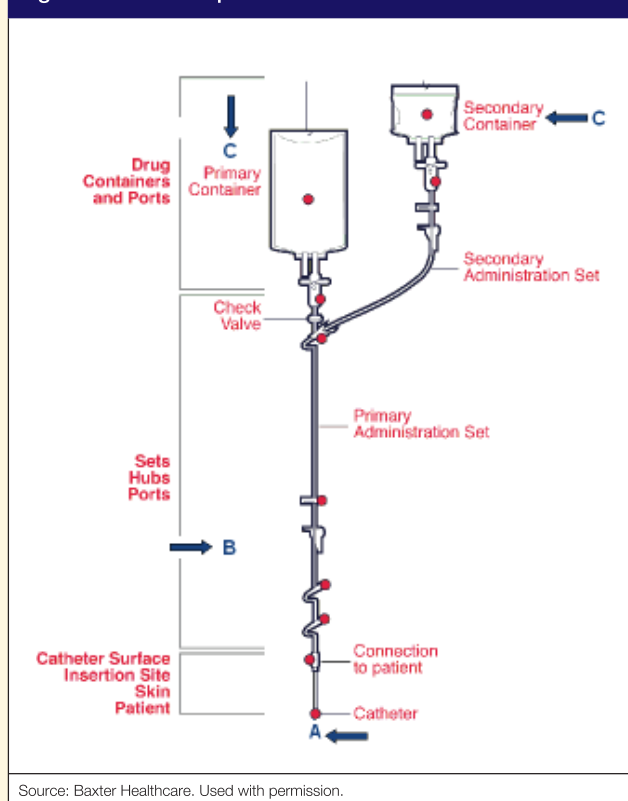 C
Drug
Containers
and Ports
Primary
Container
Secondary
Container
C
Secondary
Administration Set
Check
Valve
Primary
Administration Set
Sets
Hubs
Ports
B
Catheter Surface
Insertion Site
Skin
Patient
Connection
to patient
Catheter
A
Source: Baxter Healthcare. Used with permission.